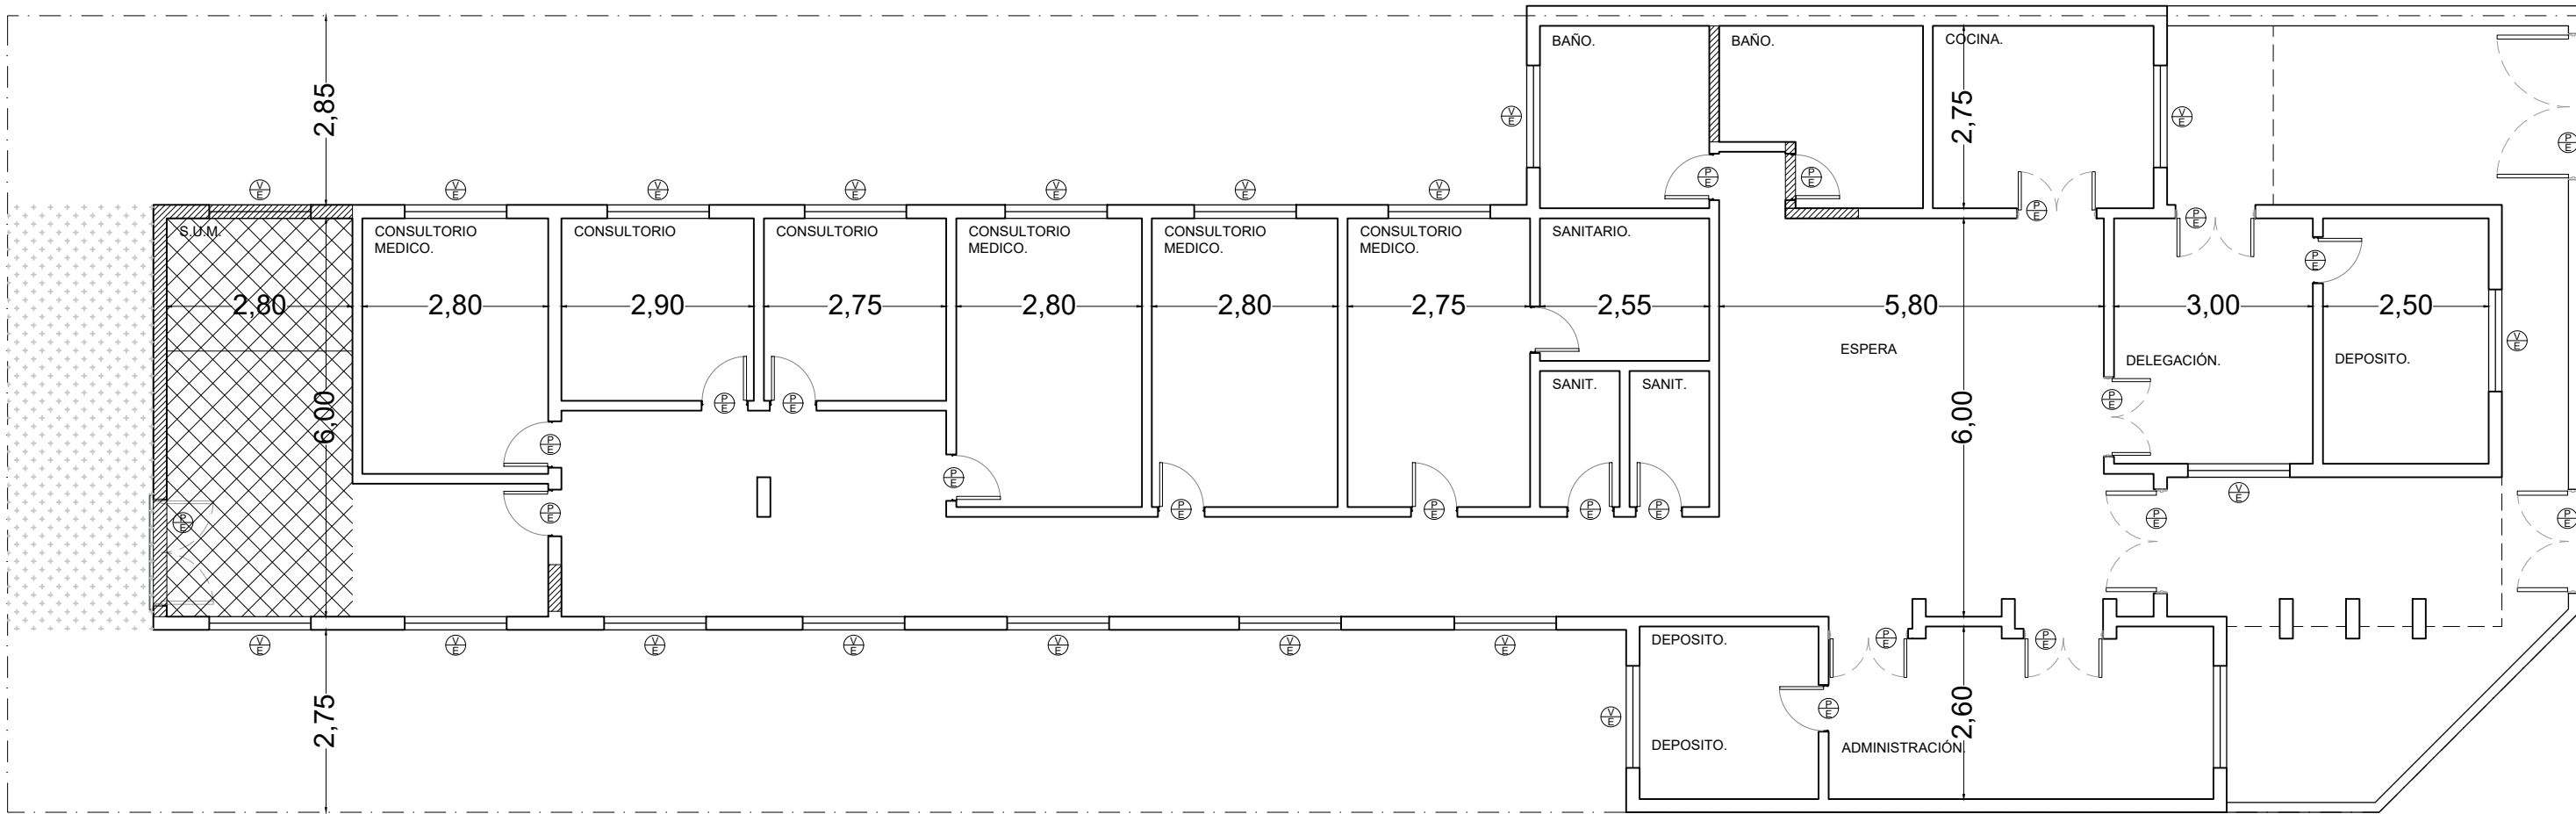 BAÑO.
BAÑO.
COCINA.
2,85
2,75
V
E
V
E
P
E
V
E
V
E
V
E
V
E
V
E
V
E
V
E
P
E
P
E
P
E
P
E
S.U.M.
CONSULTORIO
MEDICO.
CONSULTORIO
CONSULTORIO
CONSULTORIO
MEDICO.
CONSULTORIO
MEDICO.
CONSULTORIO
MEDICO.
SANITARIO.
P
E
2,80
2,80
2,90
2,75
2,80
2,80
2,75
2,55
5,80
3,00
2,50
V
E
ESPERA
DELEGACIÓN.
DEPOSITO.
SANIT.
SANIT.
P
E
P
E
P
E
6,00
6,00
P
E
P
E
V
E
P
E
P
E
P
E
P
E
P
E
P
E
P
E
P
E
P
E
V
E
V
E
V
E
V
E
V
E
V
E
V
E
DEPOSITO.
P
E
P
E
2,75
V
E
P
E
2,60
DEPOSITO.
ADMINISTRACIÓN.